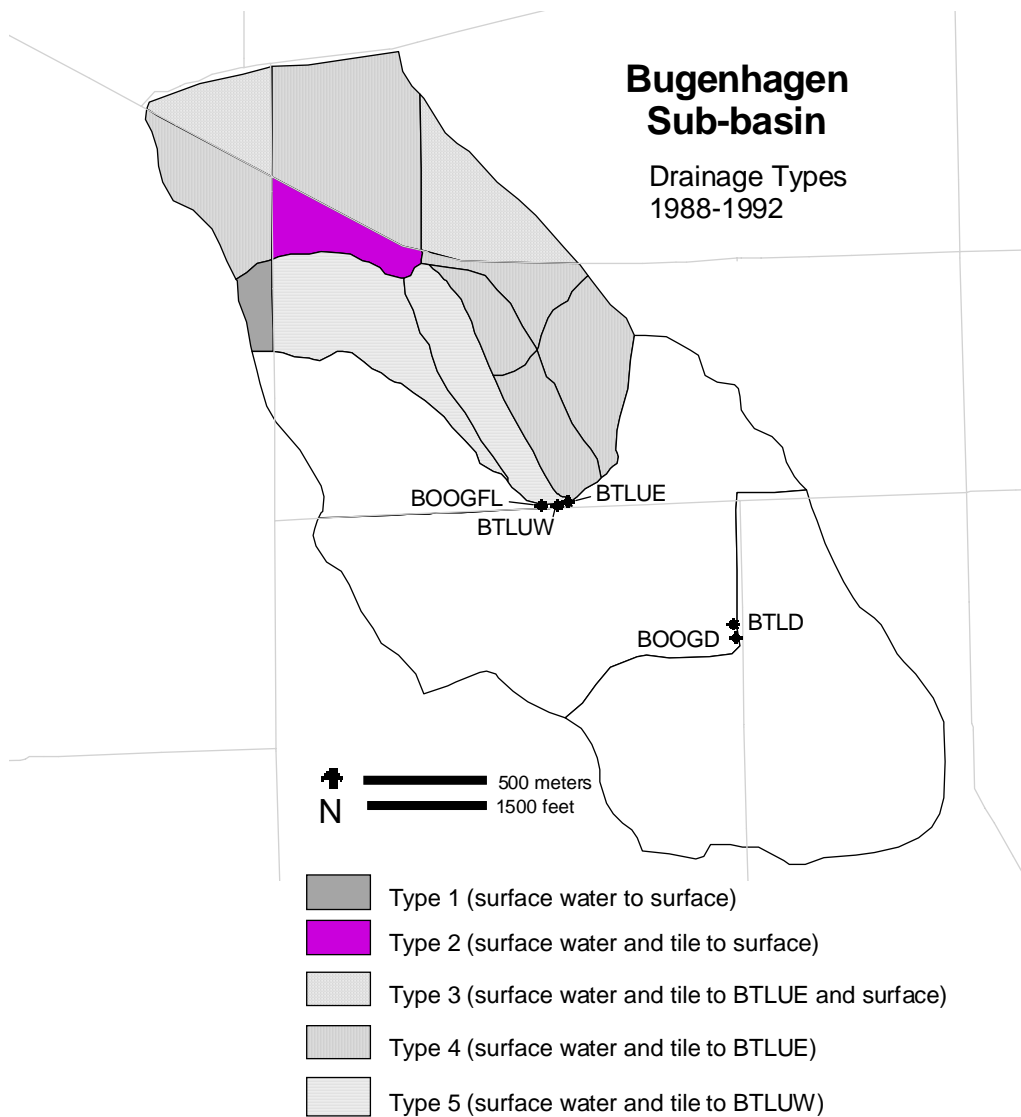 Bugenhagen
Sub-basin
Drainage Types
1988-1992
BTLUE
BOOGFL
BTLUW
BTLD
BOOGD
500 meters
1500 feet
N
Type 1 (surface water to surface)
Type 2 (surface water and tile to surface)
Type 3 (surface water and tile to BTLUE and surface)
Type 4 (surface water and tile to BTLUE)
Type 5 (surface water and tile to BTLUW)